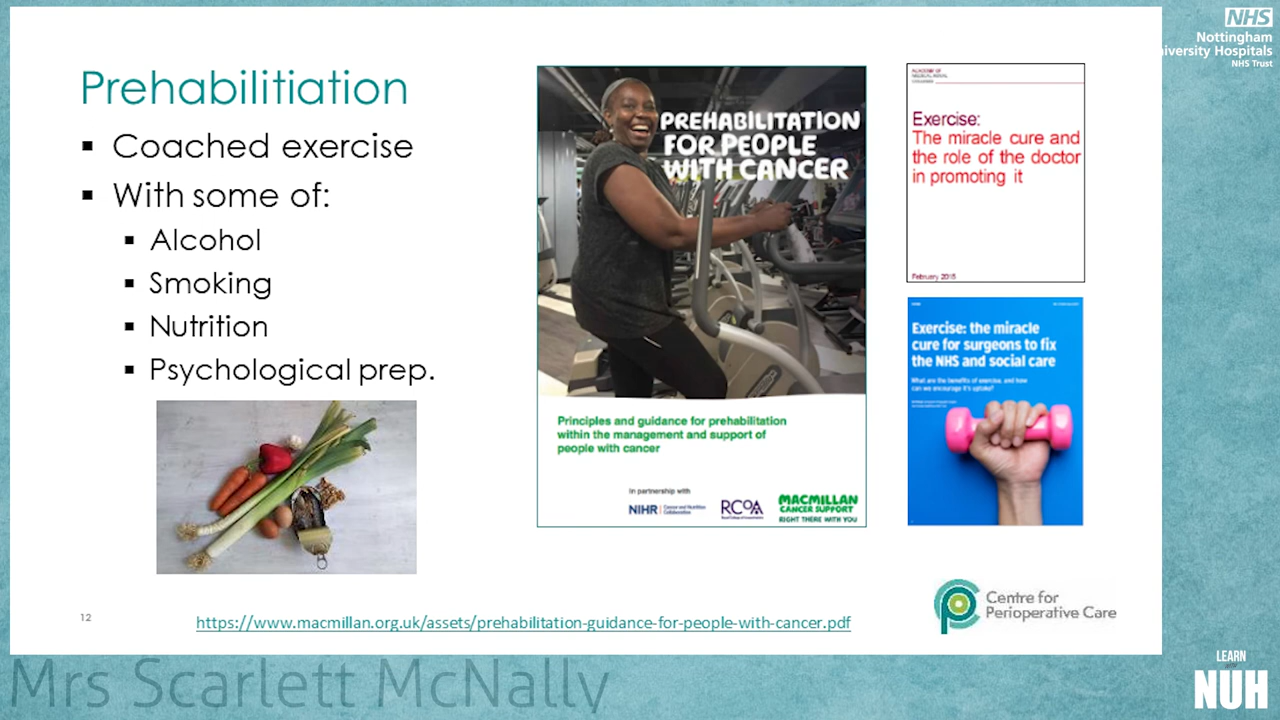 Prehabilitiation
▪ Coached exercise
▪ With some of:
▪ Alcohol
▪ Smoking
▪ Nutrition
▪ Psychological prep.
PREHABILITATION
FOR PEOPLE
WITH CANCER
Principles and guidance for prehabilitation
within the management and support of
people with cancer
In partnership with
NIHR Cancer and Nutrition
Collaboration
RCOA
Royal College of Anaesthetists
MACMILLAN
CANCER SUPPORT
RIGHT THERE WITH YOU
ACADEMY OF
MEDICAL ROYAL
COLLEGES
Exercise:
The miracle cure and
the role of the doctor
in promoting it
February 2015
Exercise: the miracle
cure for surgeons to fix
the NHS and social care
What are the benefits of exercise, and how
can we encourage it's uptake?
12
https://www.macmillan.org.uk/assets/prehabilitation-guidance-for-people-with-cancer.pdf
Centre for
Perioperative Care
NHS
Nottingham
University Hospitals
NHS Trust
Mrs Scarlett McNally
LEARN
NUH